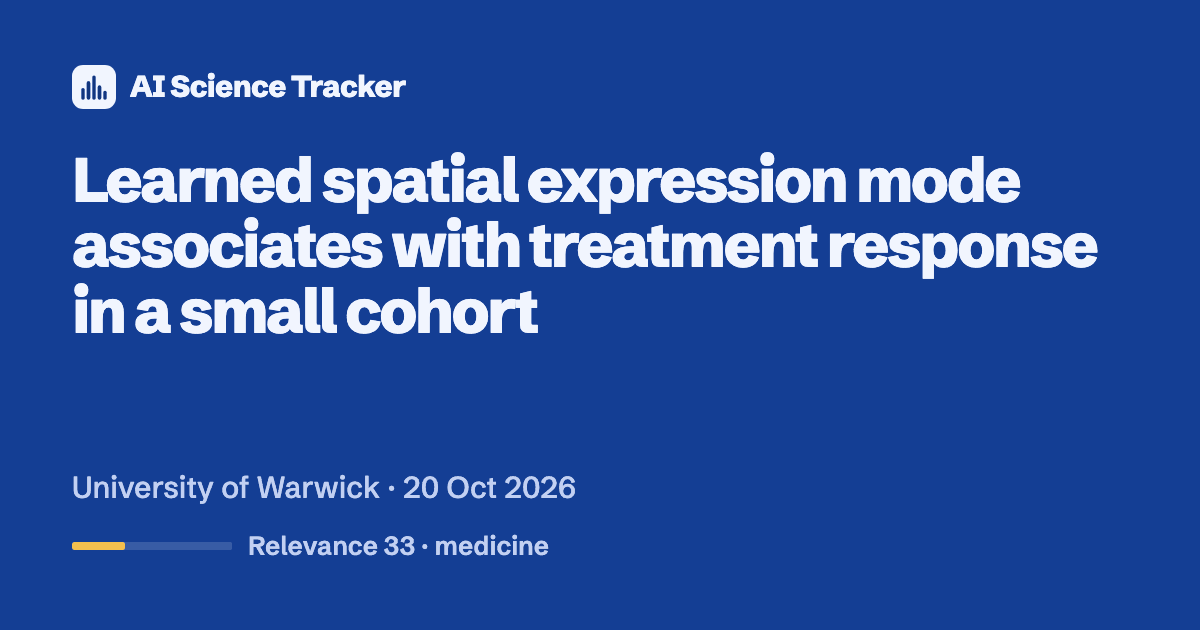 AI Science Tracker
Learned spatial expression mode
associates with treatment response
in a small cohort
University of Warwick · 20 Oct 2026
Relevance 33 · medicine